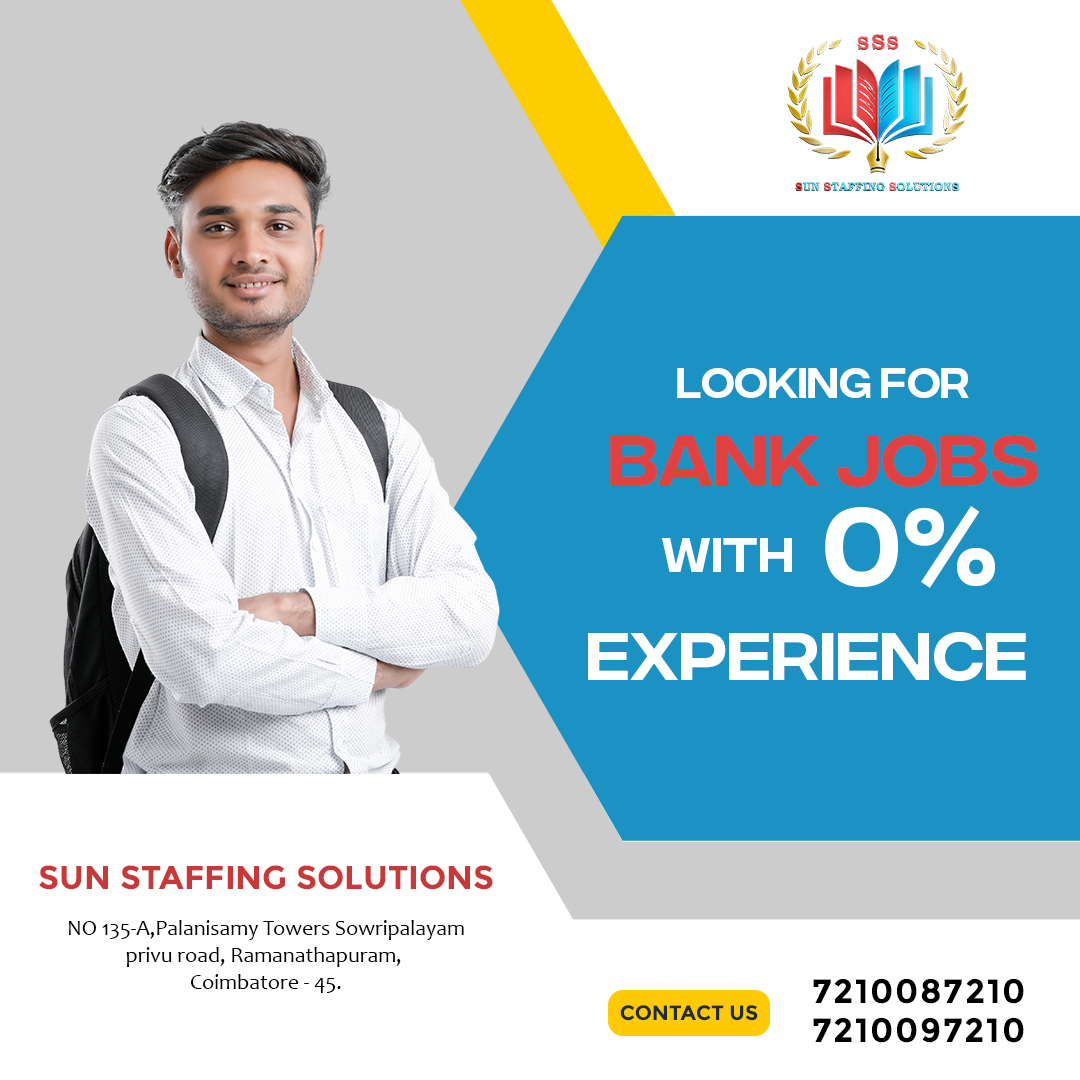 SSS
SUN STAFFING SOLUTIONS
LOOKING FOR
BANK JOBS
WITH 0%
EXPERIENCE
SUN STAFFING SOLUTIONS
NO 135-A,Palanisamy Towers Sowripalayam
privu road, Ramanathapuram,
Coimbatore - 45.
CONTACT US
7210087210
7210097210